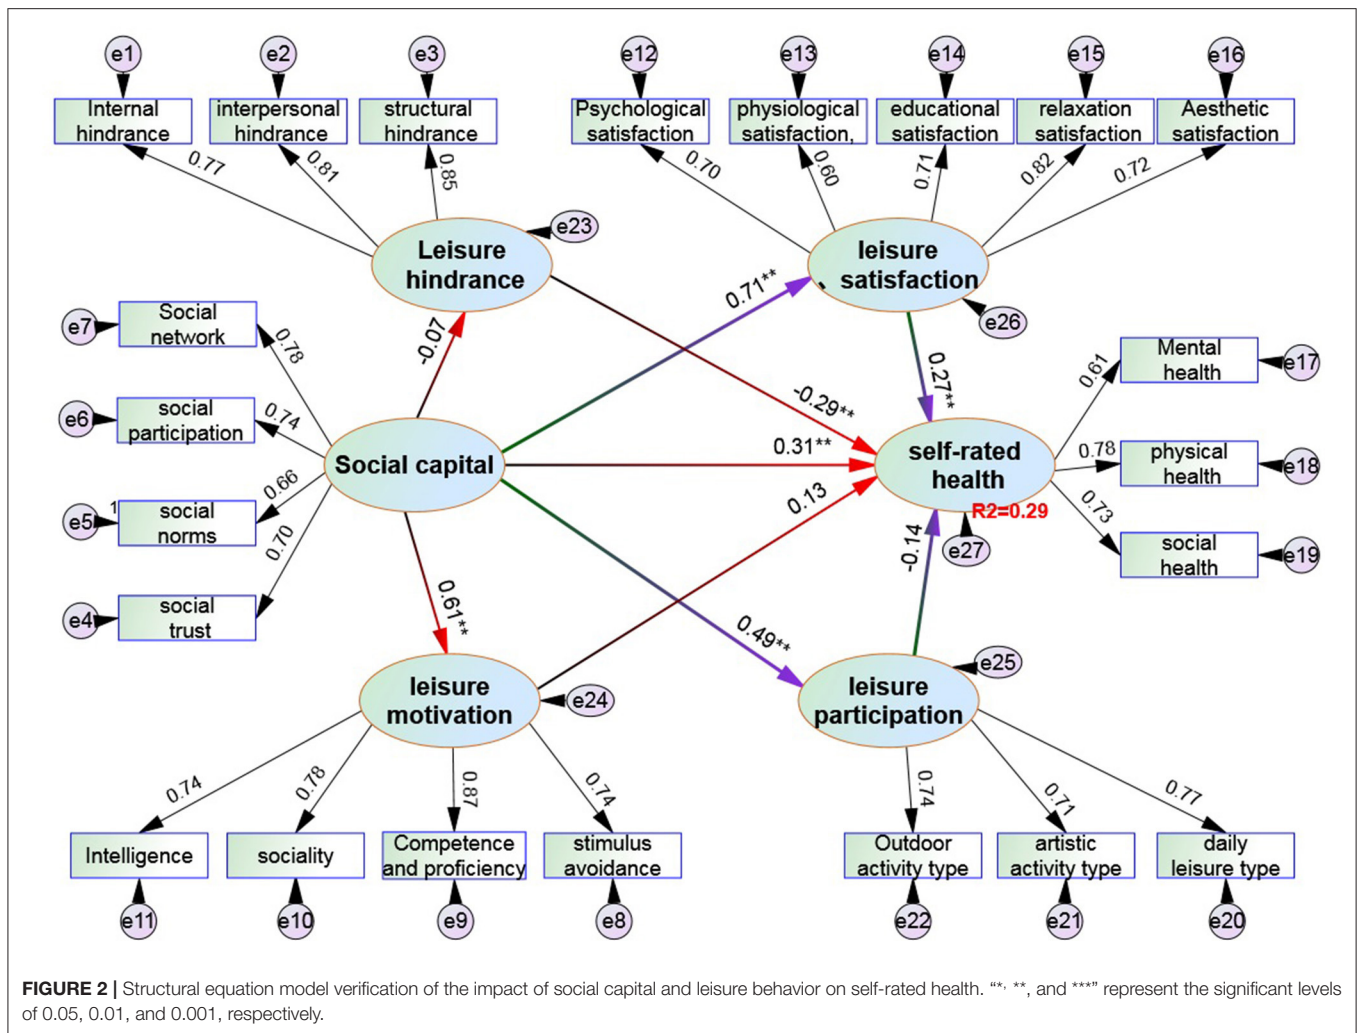 e1
e2
e3
e12
e13
e14
e15
e16
Internal
hindrance
interpersonal
hindrance
structural
hindrance
Psychological
satisfaction
physiological
satisfaction,
educational
satisfaction
relaxation
satisfaction
Aesthetic
satisfaction
0.77
0.81
0.85
0.70
0.60
0.71
0.82
0.72
Leisure
hindrance
e23
leisure
satisfaction
e26
e7
Social
network
0.78
-0.07
0.71**
0.27**
e6
social
participation
0.74
-0.29**
0.61
Mental
health
e17
Social capital
0.31**
self-rated
health
R2=0.29
0.78
physical
health
e18
e5
1
social
norms
0.66
0.13
e27
0.73
social
health
e19
e4
social
trust
0.70
0.61**
0.49**
-0.14
leisure
motivation
e24
leisure
participation
e25
0.74
0.78
0.87
0.74
0.74
0.71
0.77
Intelligence
sociality
Competence
and proficiency
stimulus
avoidance
Outdoor
activity type
artistic
activity type
daily
leisure type
e11
e10
e9
e8
e22
e21
e20
FIGURE 2 | Structural equation model verification of the impact of social capital and leisure behavior on self-rated health. “*, **, and ***” represent the significant levels
of 0.05, 0.01, and 0.001, respectively.